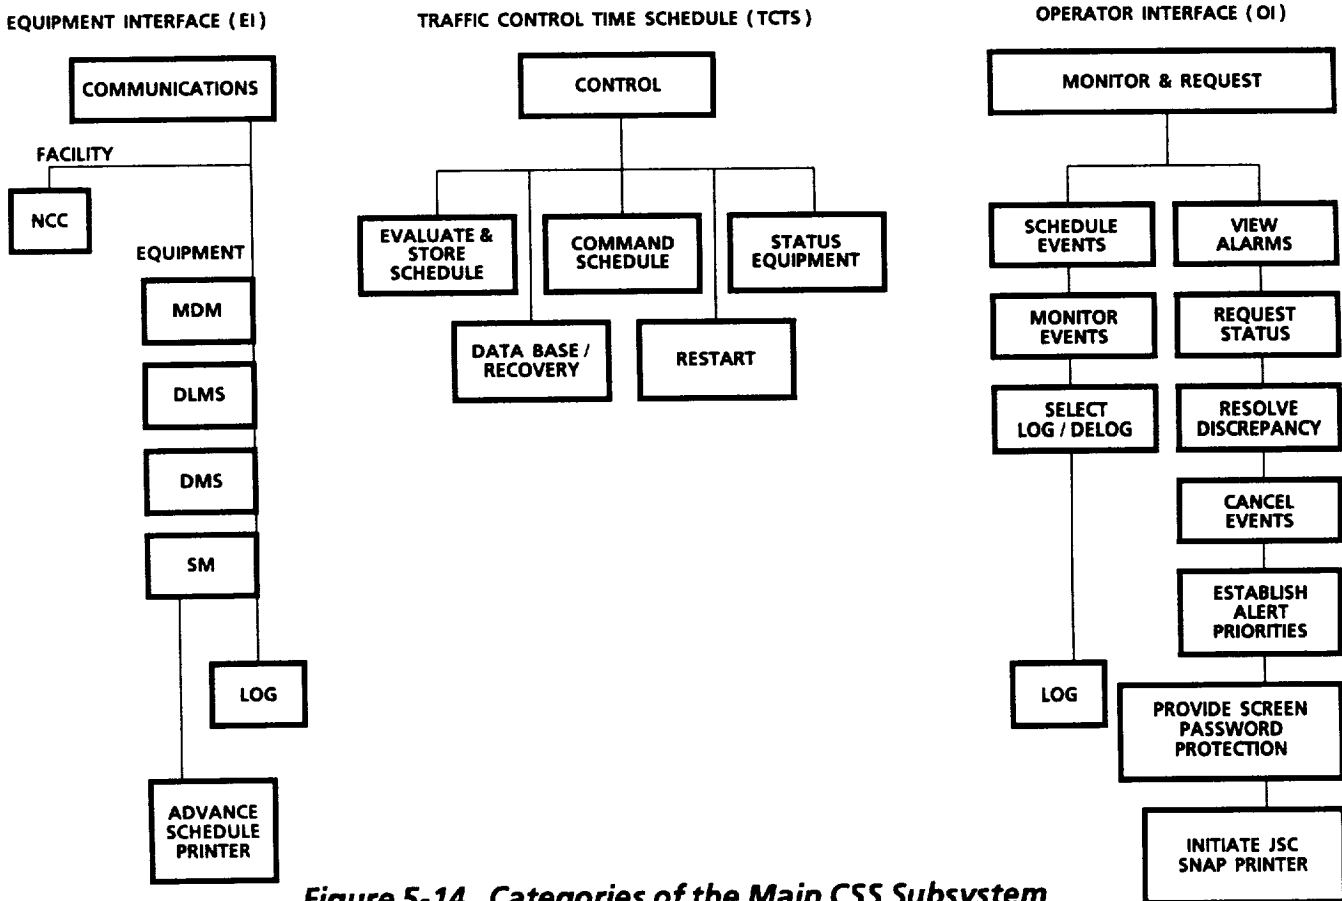 EQUIPMENT INTERFACE ( EI )
COMMUNICATIONS
FACILITY
NCC
EQUIPMENT
MDM
DLMS
DMS
SM
LOG
ADVANCE
SCHEDULE
PRINTER
TRAFFIC CONTROL TIME SCHEDULE ( TCTS )
CONTROL
EVALUATE &
STORE
SCHEDULE
COMMAND
SCHEDULE
STATUS
EQUIPMENT
DATA BASE /
RECOVERY
RESTART
OPERATOR INTERFACE ( OI )
MONITOR & REQUEST
SCHEDULE
EVENTS
MONITOR
EVENTS
SELECT
LOG / DELOG
LOG
VIEW
ALARMS
REQUEST
STATUS
RESOLVE
DISCREPANCY
CANCEL
EVENTS
ESTABLISH
ALERT
PRIORITIES
PROVIDE SCREEN
PASSWORD
PROTECTION
INITIATE JSC
SNAP PRINTER
Figure 5-14. Categories of the Main CSS Subsystem